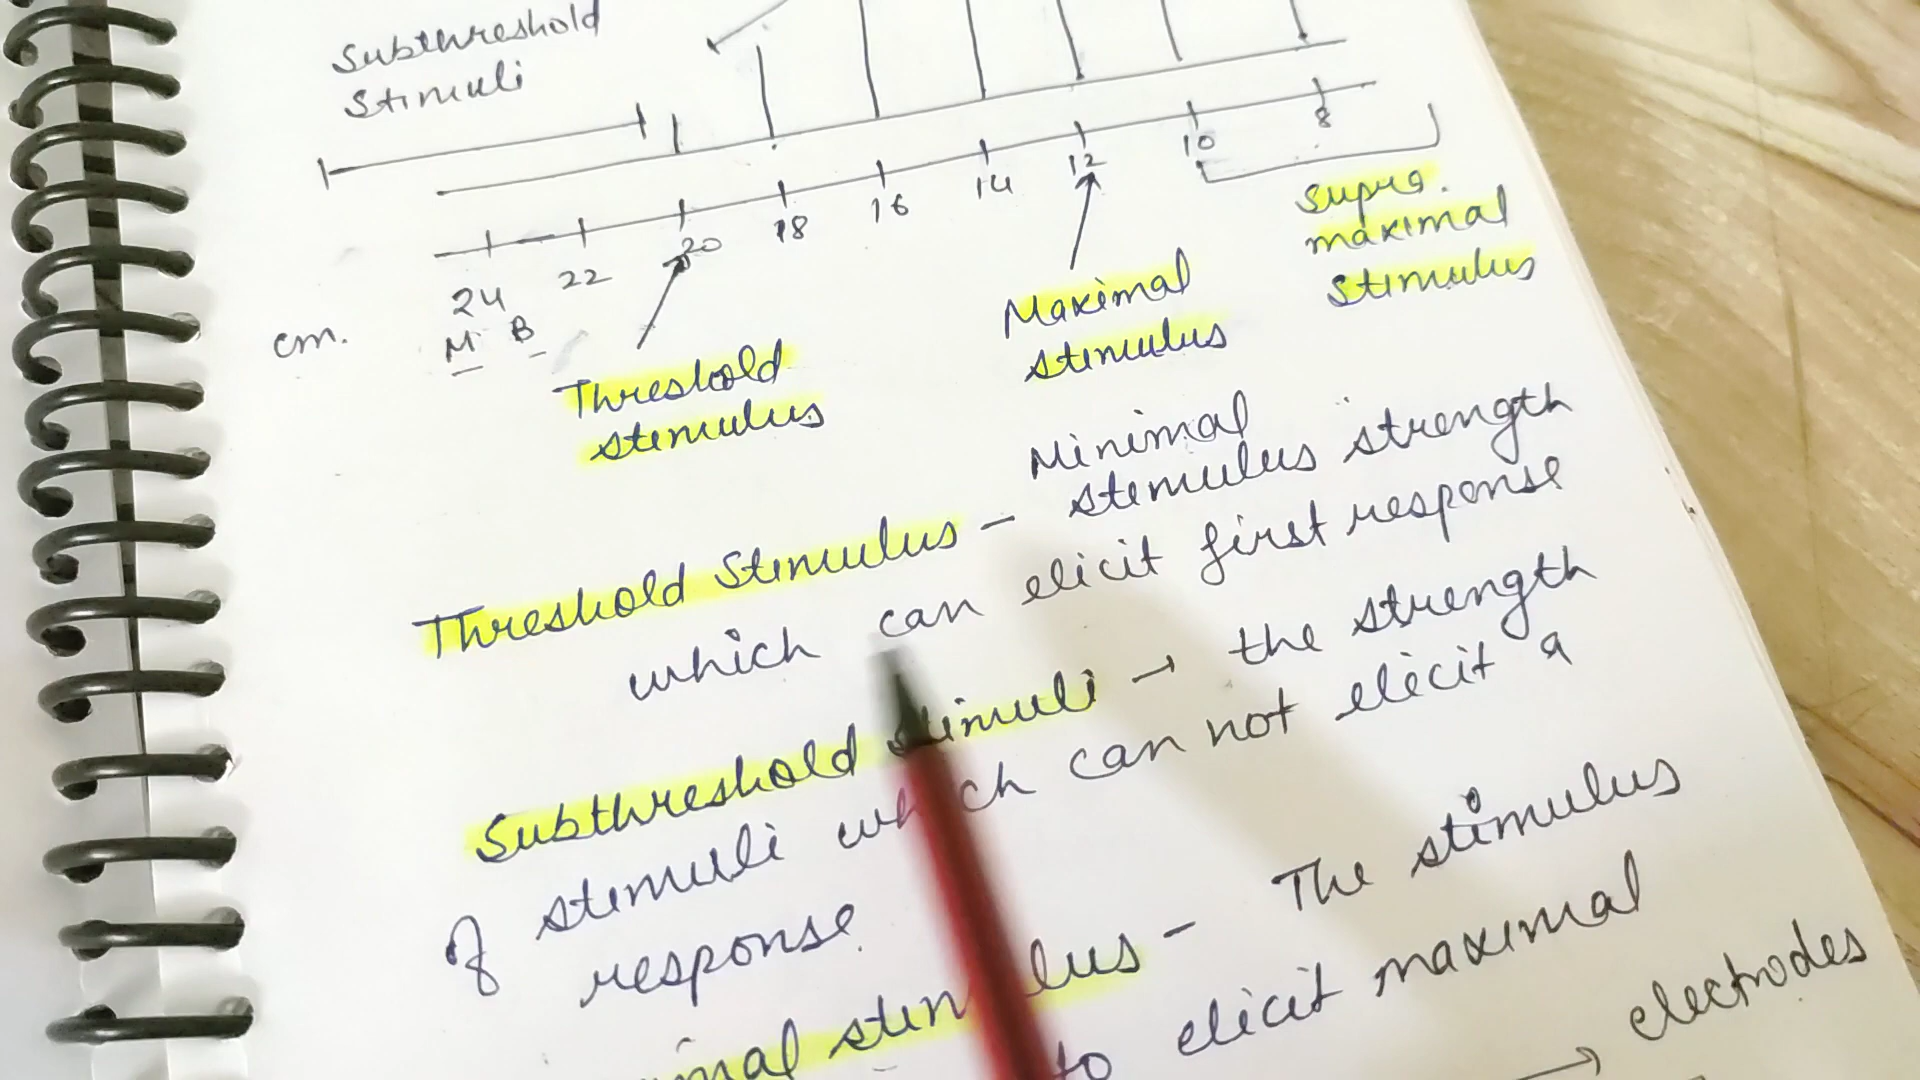 Subthreshold
Stimuli
24 22 20 18 16 14 12 10 8
cm. M B
Threshold
stimulus
Maximal
stimulus
Supra.
maximal
stimulus
Threshold Stimulus – Minimal
stimulus strength
which can elicit first response
Subthreshold stimuli → the strength
of stimuli which can not elicit a
response.
stimulus – The stimulus
to elicit maximal
→ electrodes